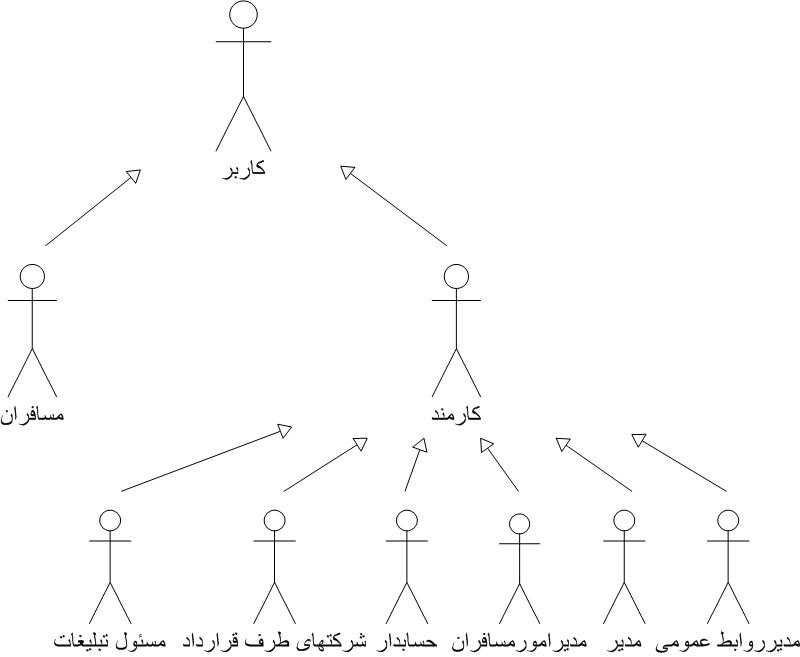 کاربر
کارمند
مسافران
مدیرروابط عمومی
مدیر
مدیرامورمسافران
حسابدار
شرکتهای طرف قرارداد
مسئول تبلیغات